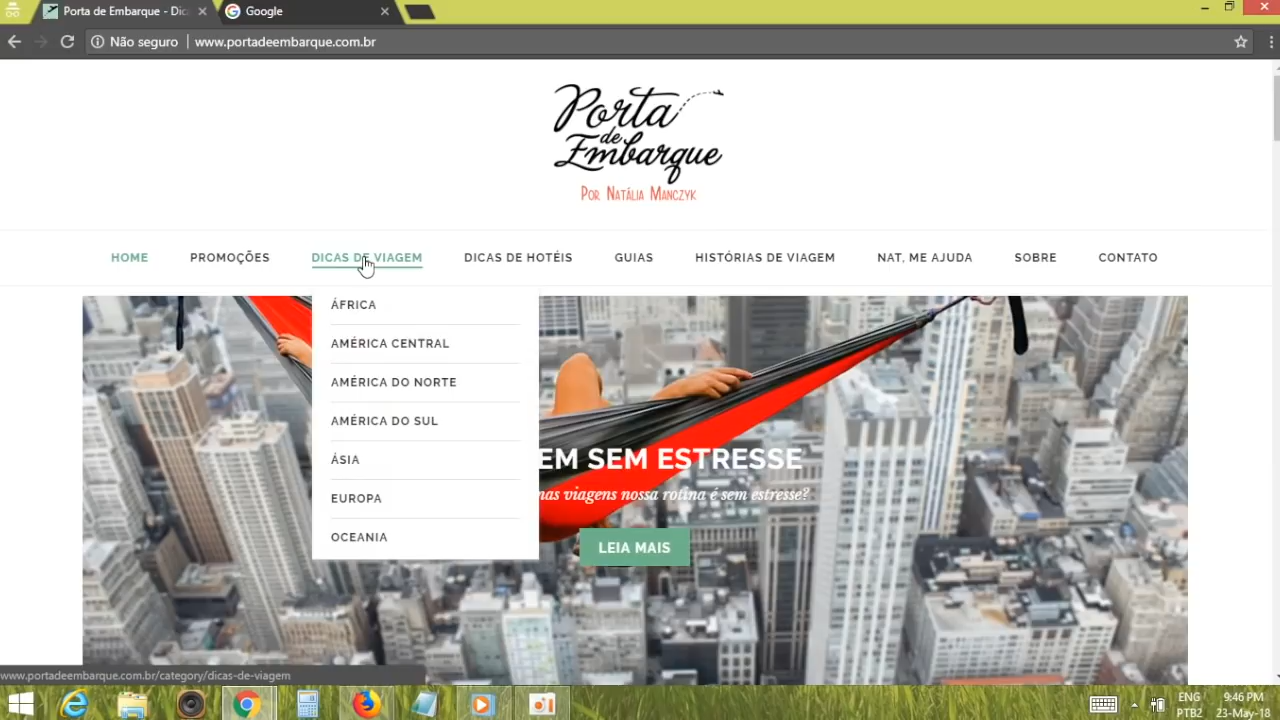 Porta de Embarque - Dic
Google
Não seguro
www.portadeembarque.com.br
Porta
de
Embarque
Por Natália Manczyk
HOME
PROMOÇÕES
DICAS DE VIAGEM
DICAS DE HOTÉIS
GUIAS
HISTÓRIAS DE VIAGEM
NAT, ME AJUDA
SOBRE
CONTATO
ÁFRICA
AMÉRICA CENTRAL
AMÉRICA DO NORTE
AMÉRICA DO SUL
ÁSIA
EUROPA
OCEANIA
EM SEM ESTRESSE
nas viagens nossa rotina é sem estresse?
LEIA MAIS
www.portadeembarque.com.br/category/dicas-de-viagem
ENG
9:46 PM
PTB2
23-May-18